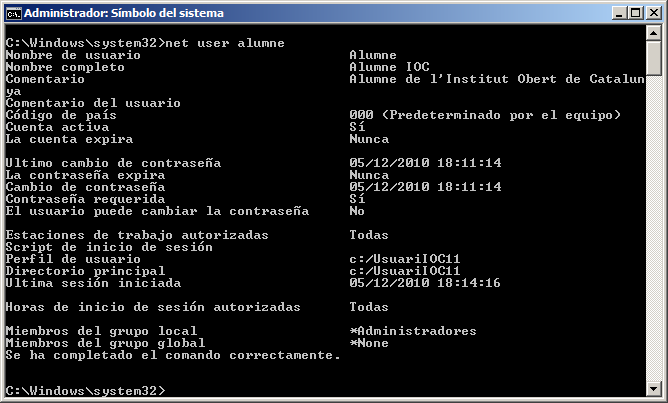 Administrador: Símbolo del sistema
C:\Windows\system32>net user alumne
Nombre de usuario Alumne
Nombre completo Alumne IOC
Comentario Alumne de l'Institut Obert de Catalun
ya
Comentario del usuario
Código de país 000 (Predeterminado por el equipo)
Cuenta activa Sí
La cuenta expira Nunca
Ultimo cambio de contraseña 05/12/2010 18:11:14
La contraseña expira Nunca
Cambio de contraseña 05/12/2010 18:11:14
Contraseña requerida Sí
El usuario puede cambiar la contraseña No
Estaciones de trabajo autorizadas Todas
Script de inicio de sesión
Perfil de usuario c:/UsuariIOC11
Directorio principal c:/UsuariIOC11
Ultima sesión iniciada 05/12/2010 18:14:16
Horas de inicio de sesión autorizadas Todas
Miembros del grupo local *Administradores
Miembros del grupo global *None
Se ha completado el comando correctamente.
C:\Windows\system32>